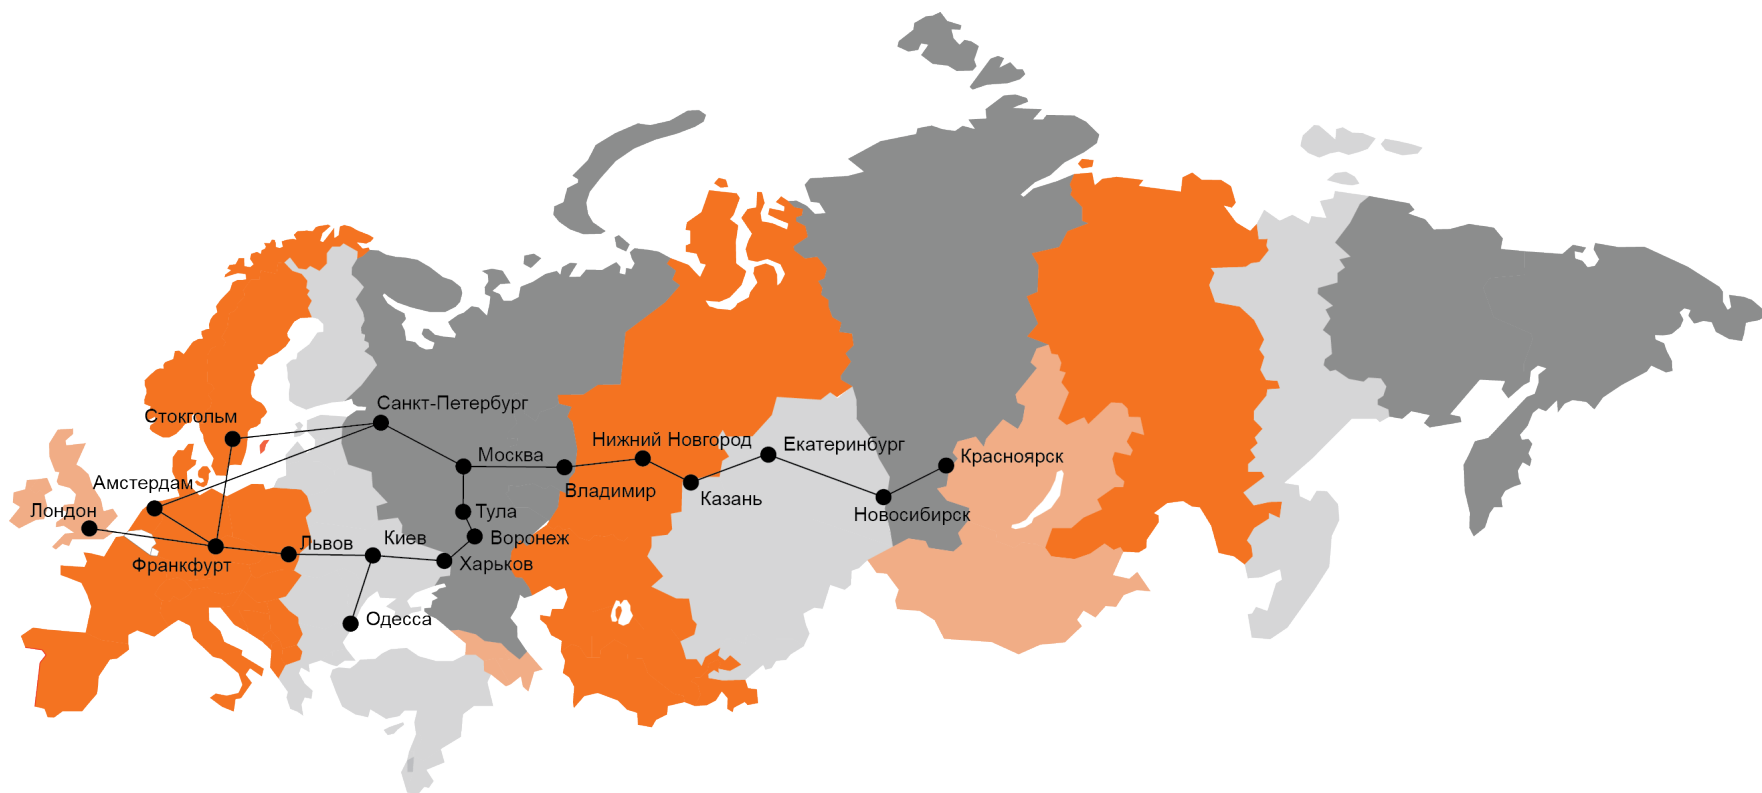 Санкт-Петербург
Стокгольм
Нижний Новгород
Екатеринбург
Москва
Красноярск
Амстердам
Владимир
Казань
Лондон
Тула
Новосибирск
Киев
Воронеж
Львов
Франкфурт
Харьков
Одесса